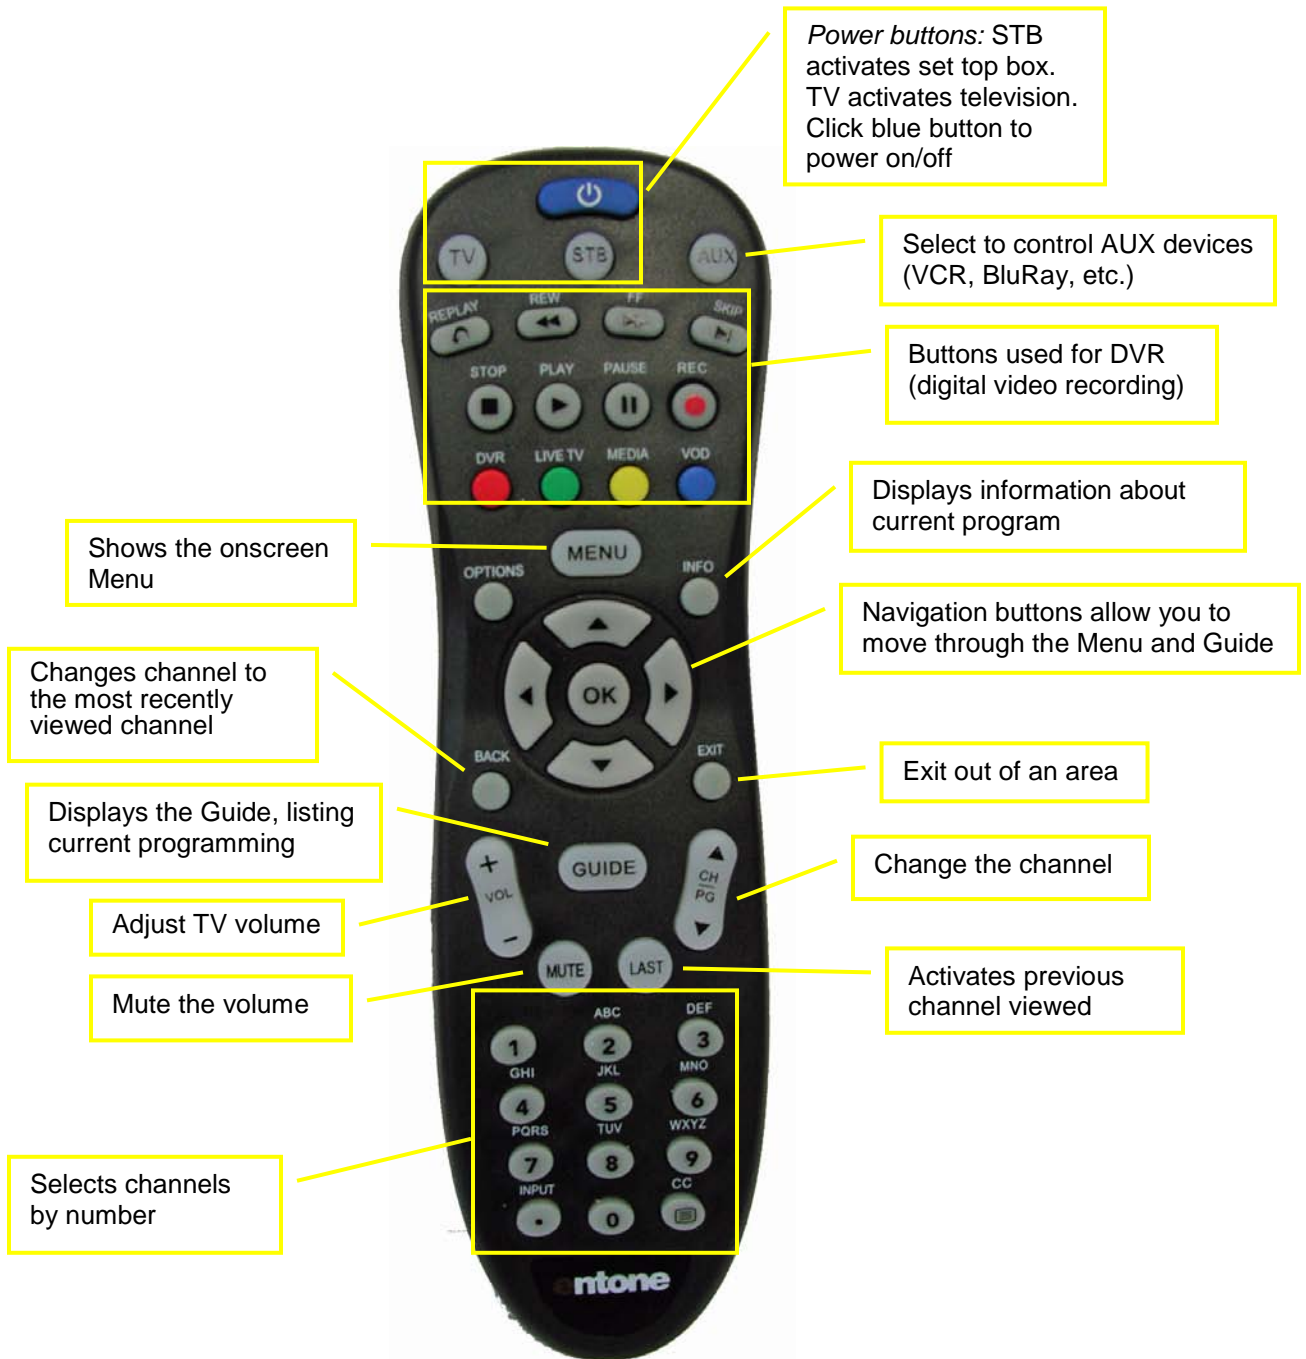 Power buttons: STB
activates set top box.
TV activates television.
Click blue button to
power on/off
TV
STB
AUX
Select to control AUX devices
(VCR, BluRay, etc.)
REPLAY
REW
FF
SKIP
Buttons used for DVR
(digital video recording)
STOP
PLAY
PAUSE
REC
DVR
LIVE TV
MEDIA
VOD
Displays information about
current program
Shows the onscreen
Menu
MENU
OPTIONS
INFO
Navigation buttons allow you to
move through the Menu and Guide
OK
Changes channel to
the most recently
viewed channel
BACK
EXIT
Exit out of an area
Displays the Guide, listing
current programming
GUIDE
+
VOL
−
CH
PG
Change the channel
Adjust TV volume
MUTE
LAST
Mute the volume
Activates previous
channel viewed
ABC
DEF
1
2
3
GHI
JKL
MNO
4
5
6
PQRS
TUV
WXYZ
7
8
9
INPUT
CC
.
0
Selects channels
by number
entone